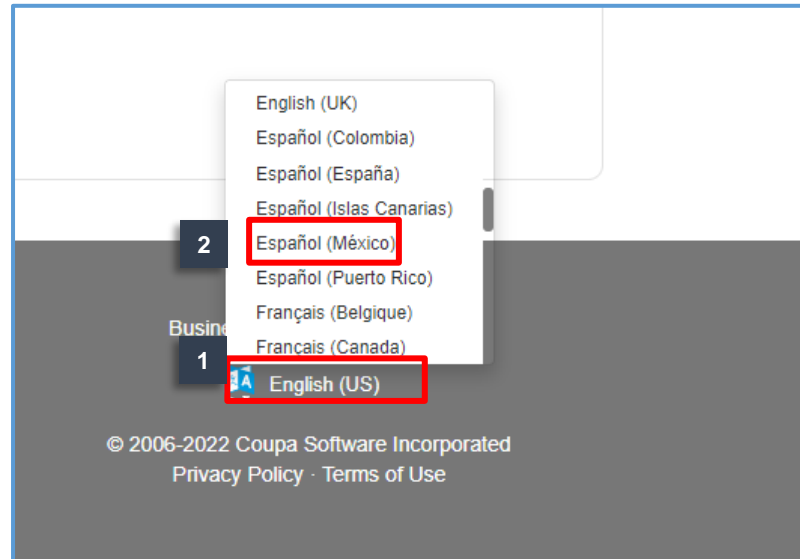 English (UK)
Español (Colombia)
Español (España)
Español (Islas Canarias)
2
Español (México)
Español (Puerto Rico)
Français (Belgique)
Français (Canada)
1
English (US)
© 2006-2022 Coupa Software Incorporated
Privacy Policy · Terms of Use